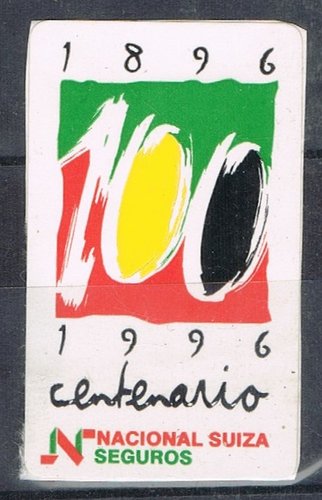 1896
100
1996
centenario
NACIONAL SUIZA
SEGUROS